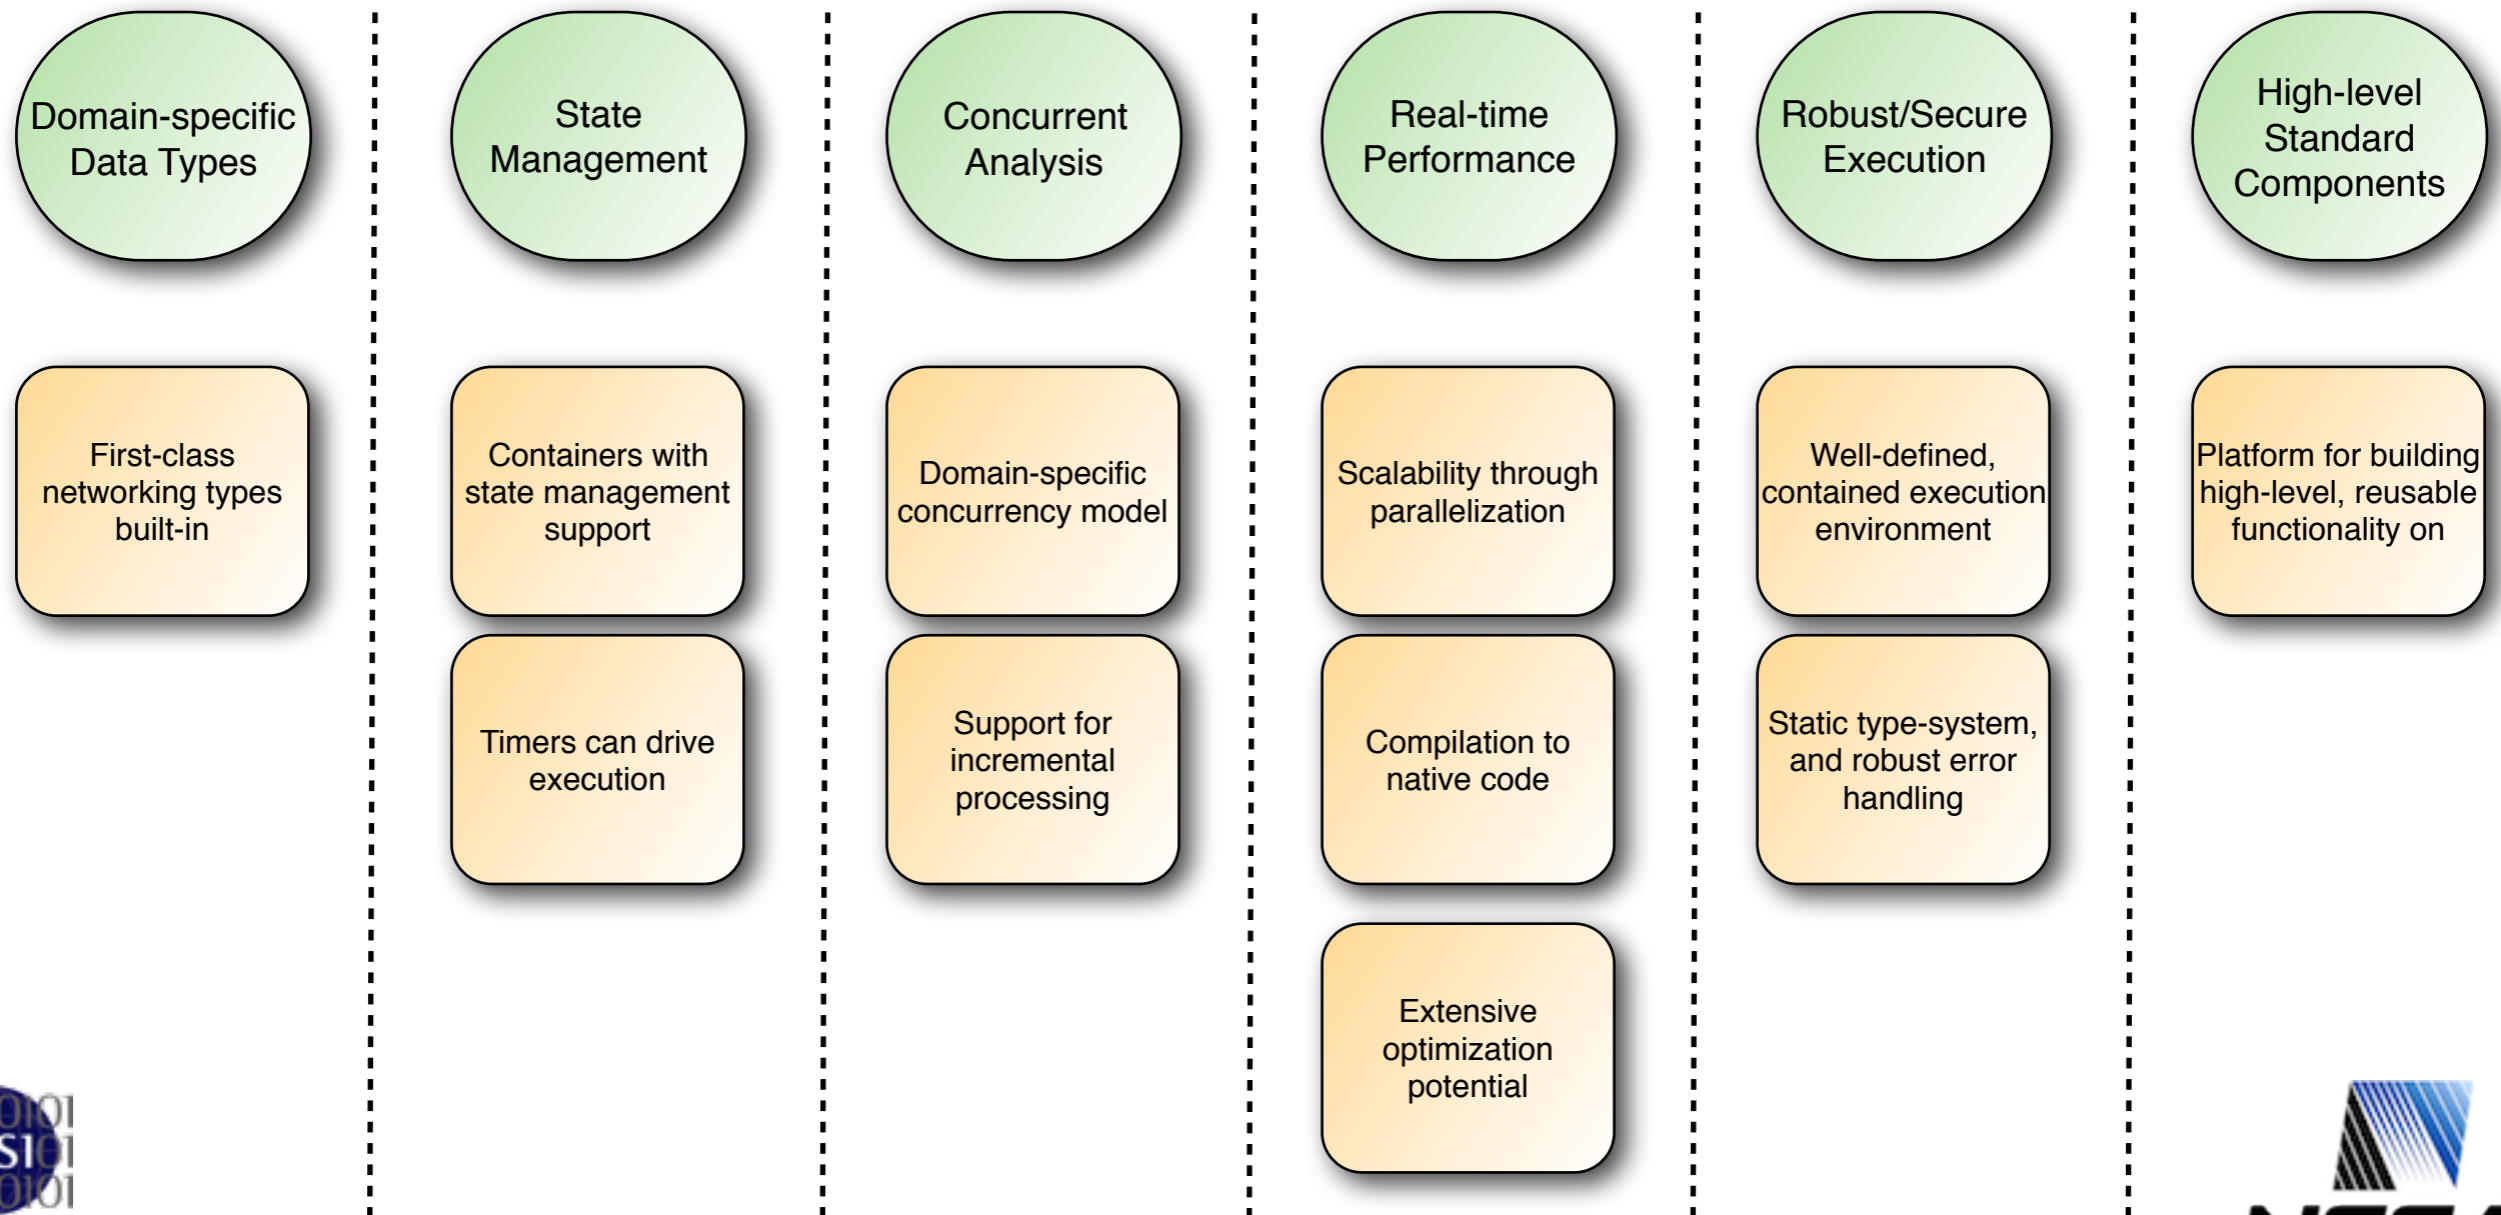 Domain-specific
Data Types
State
Management
Concurrent
Analysis
Real-time
Performance
Robust/Secure
Execution
High-level
Standard
Components
First-class
networking types
built-in
Containers with
state management
support
Domain-specific
concurrency model
Scalability through
parallelization
Well-defined,
contained execution
environment
Platform for building
high-level, reusable
functionality on
Timers can drive
execution
Support for
incremental
processing
Compilation to
native code
Static type-system,
and robust error
handling
Extensive
optimization
potential